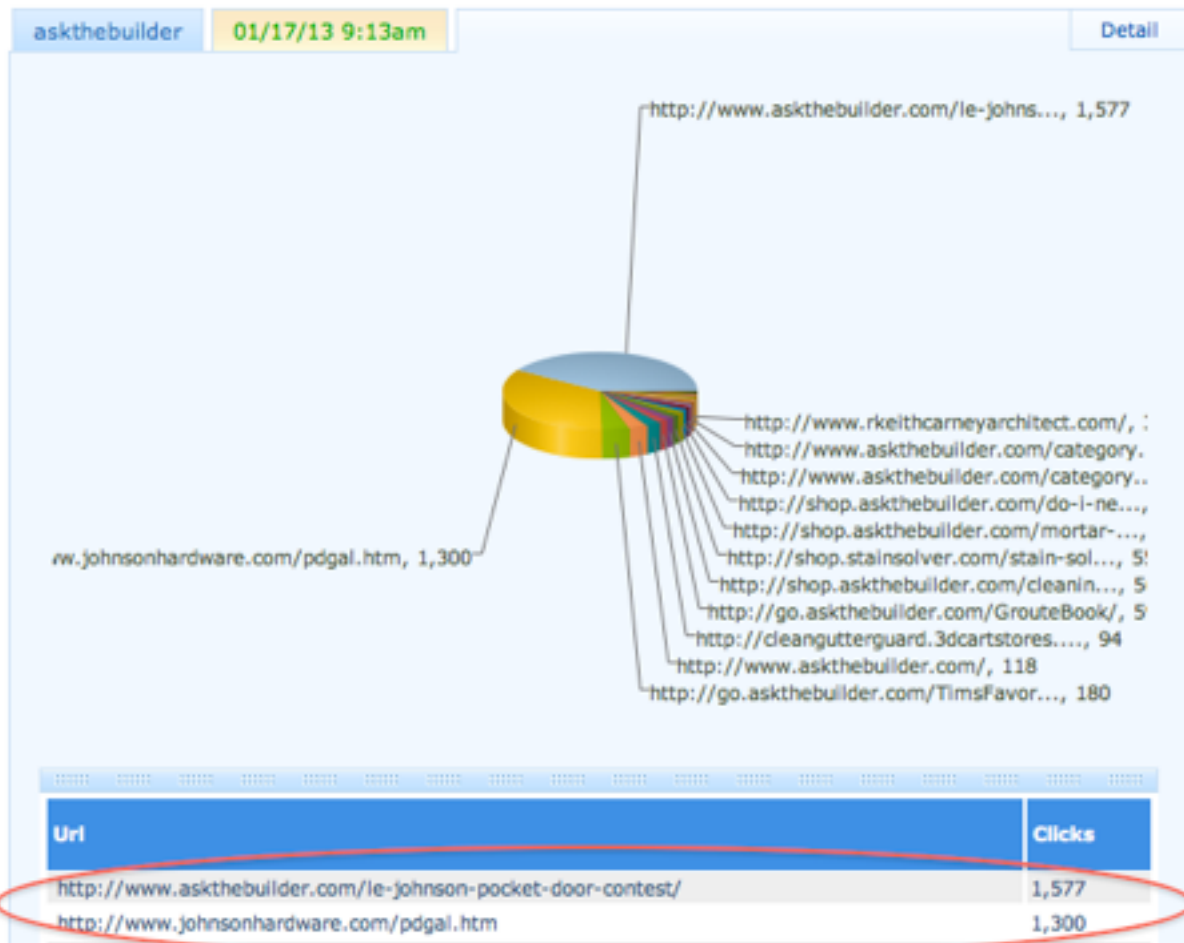 askthebuilder
01/17/13 9:13am
Detail
http://www.askthebuilder.com/le-johns..., 1,577
http://www.rkeithcarneyarchitect.com/,
http://www.askthebuilder.com/category.
http://www.askthebuilder.com/category..
http://shop.askthebuilder.com/do-i-ne...,
http://shop.askthebuilder.com/mortar-...,
w.johnsonhardware.com/pdgal.htm, 1,300
http://shop.stainsolver.com/stain-sol..., 5
http://shop.askthebuilder.com/cleanin..., 5
http://go.askthebuilder.com/GrouteBook/, 5
http://cleangutterguard.3dcartstores...., 94
http://www.askthebuilder.com/, 118
http://go.askthebuilder.com/TimsFavor..., 180
Url Clicks
http://www.askthebuilder.com/le-johnson-pocket-door-contest/ 1,577
http://www.johnsonhardware.com/pdgal.htm 1,300